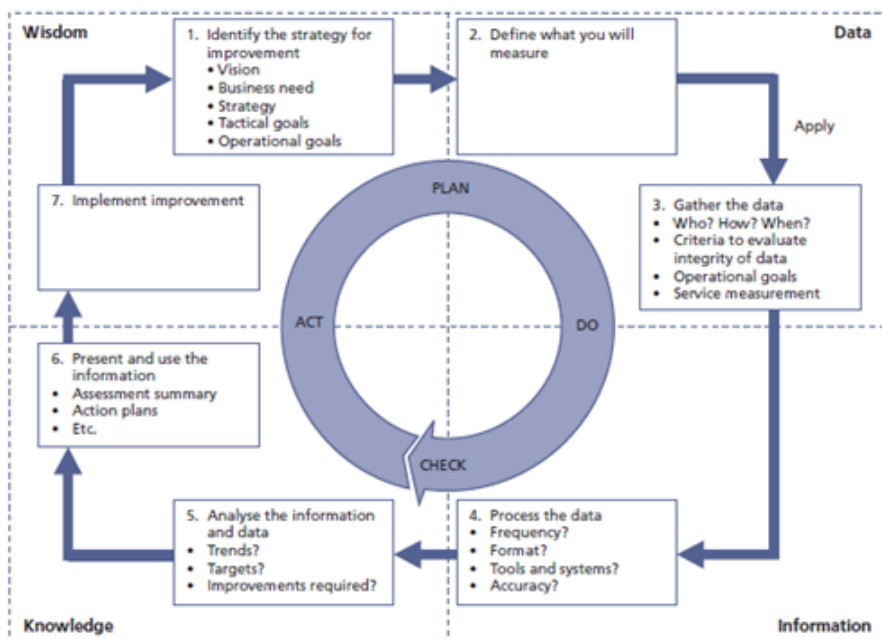 Wisdom
1. Identify the strategy for
improvement
• Vision
• Business need
• Strategy
• Tactical goals
• Operational goals
2. Define what you will
measure
Data
Apply
7. Implement improvement
PLAN
3. Gather the data
• Who? How? When?
• Criteria to evaluate
integrity of data
• Operational goals
• Service measurement
ACT
DO
6. Present and use the
information
• Assessment summary
• Action plans
• Etc.
CHECK
5. Analyse the information
and data
• Trends?
• Targets?
• Improvements required?
4. Process the data
• Frequency?
• Format?
• Tools and systems?
• Accuracy?
Knowledge
Information